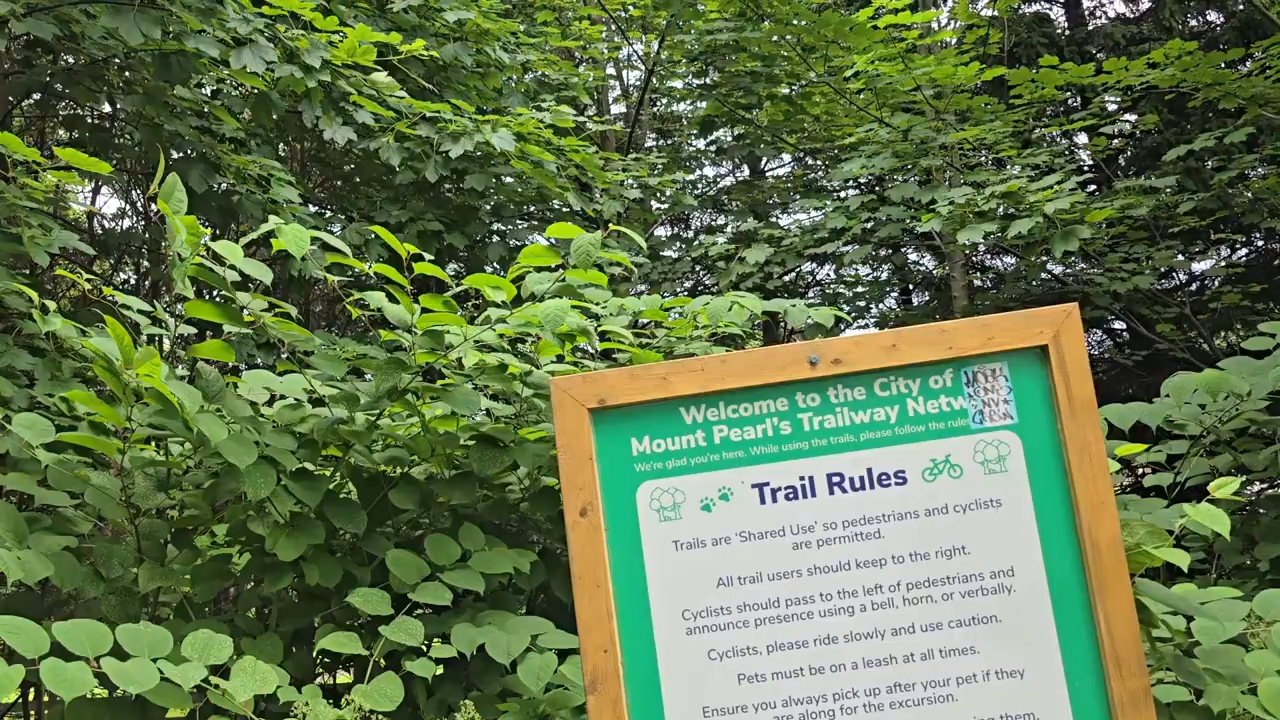 Welcome to the City of
Mount Pearl's Trailway
We're glad you're here. While using the trails, please follow the
Trail Rules
Trails are 'Shared Use' so pedestrians and cyclists
are permitted.
All trail users should keep to the right.
Cyclists should pass to the left of pedestrians and
announce presence using a bell, horn, or verbally.
Cyclists, please ride slowly and use caution.
Pets must be on a leash at all times.
Ensure you always pick up after your pet if they
are along for the excursion.
them,